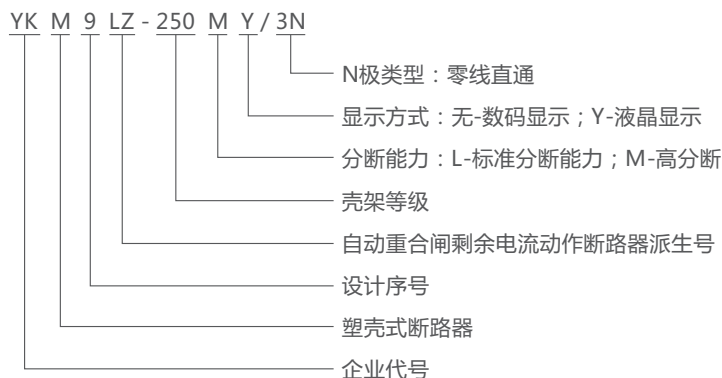 YK M 9 LZ - 250 M Y / 3N
N极类型：零线直通
显示方式：无-数码显示；Y-液晶显示
分断能力：L-标准分断能力；M-高分断
壳架等级
自动重合闸剩余电流动作断路器派生号
设计序号
塑壳式断路器
企业代号